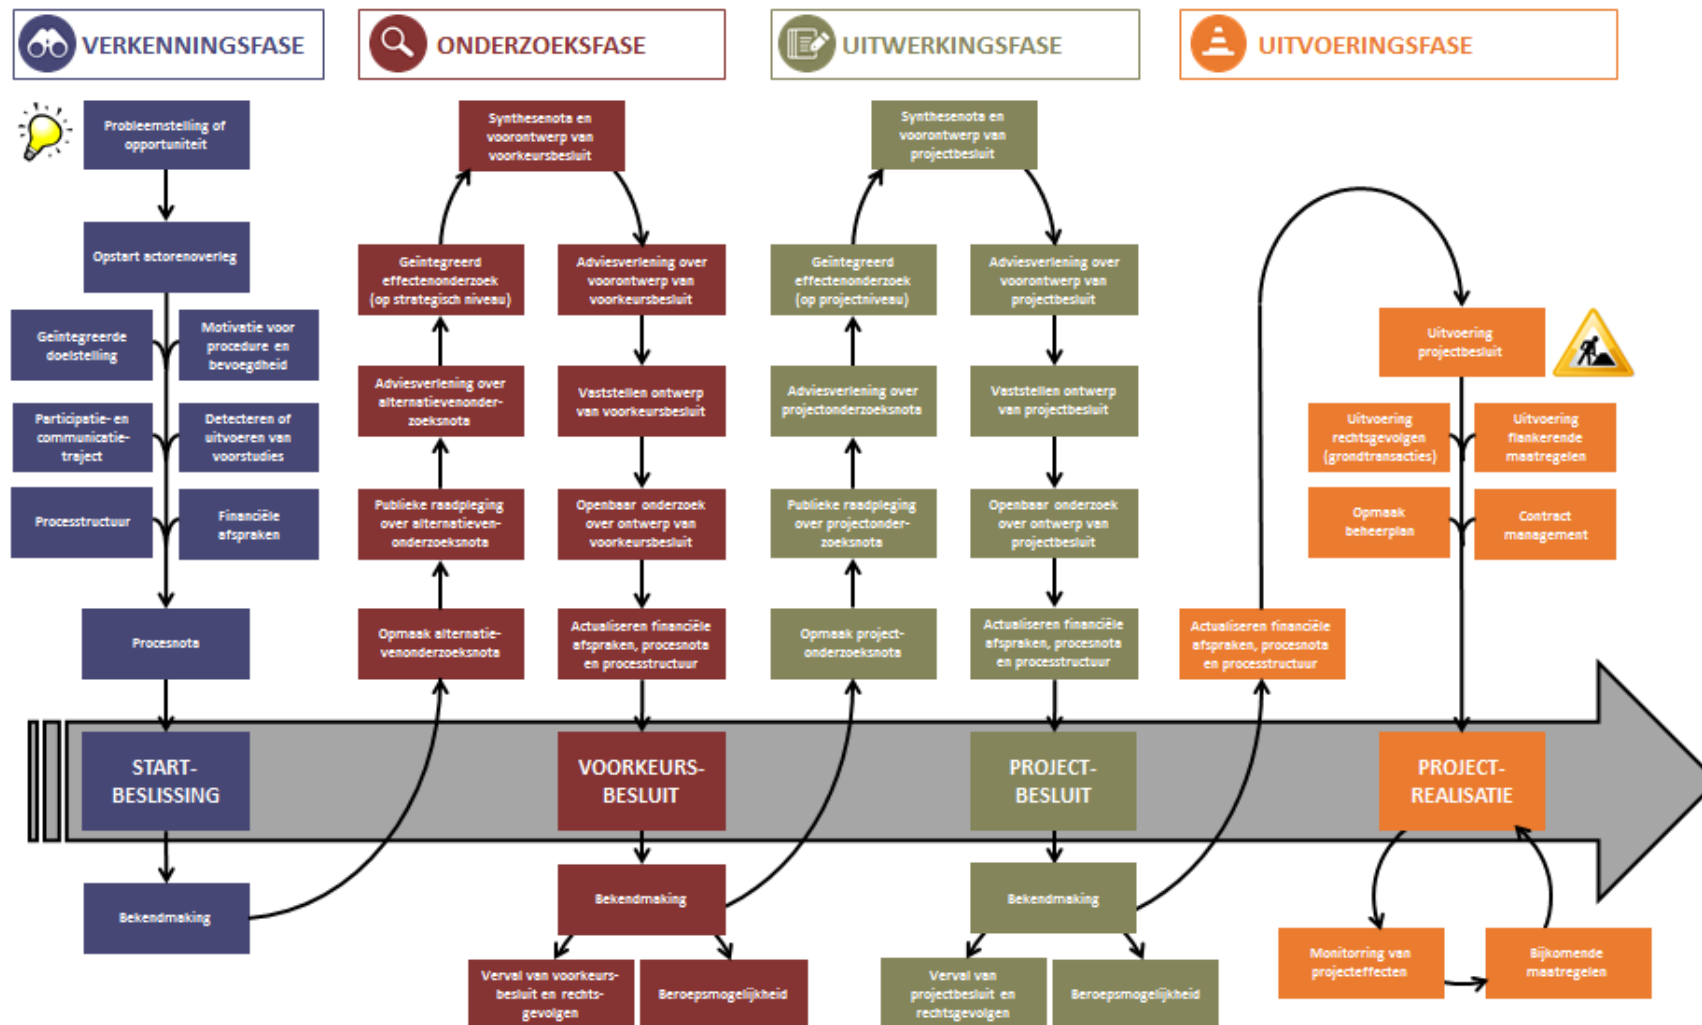 VERKENNINGSFASE
Probleemstelling of
opportuniteit
Opstart actorenoverleg
Geïntegreerde
doelstelling
Motivatie voor
procedure en
bevoegdheid
Participatie- en
communicatie-
traject
Detecteren of
uitvoeren van
voorstudies
Processtructuur
Financiële
afspraken
Procesnota
START-
BESLISSING
Bekendmaking
ONDERZOEKSFASE
Opmaak alternatie-
venonderzoeksnota
Publieke raadpleging
over alternatieven-
onderzoeksnota
Adviesverlening over
alternatievenonder-
zoeksnota
Geïntegreerd
effectenonderzoek
(op strategisch niveau)
Synthesenota en
voorontwerp van
voorkeursbesluit
Adviesverlening over
voorontwerp van
voorkeursbesluit
Vaststellen ontwerp
van voorkeursbesluit
Openbaar onderzoek
over ontwerp van
voorkeursbesluit
Actualiseren financiële
afspraken, procesnota
en processtructuur
VOORKEURS-
BESLUIT
Bekendmaking
Verval van voorkeurs-
besluit en rechts-
gevolgen
Beroepsmogelijkheid
UITWERKINGSFASE
Opmaak project-
onderzoeksnota
Publieke raadpleging
over projectonder-
zoeksnota
Adviesverlening over
projectonderzoeksnota
Geïntegreerd
effectenonderzoek
(op projectniveau)
Synthesenota en
voorontwerp van
projectbesluit
Adviesverlening over
voorontwerp van
projectbesluit
Vaststellen ontwerp
van projectbesluit
Openbaar onderzoek
over ontwerp van
projectbesluit
Actualiseren financiële
afspraken, procesnota
en processtructuur
PROJECT-
BESLUIT
Bekendmaking
Verval van
projectbesluit en
rechtsgevolgen
Beroepsmogelijkheid
UITVOERINGSFASE
Actualiseren financiële
afspraken, procesnota
en processtructuur
Uitvoering
projectbesluit
Uitvoering
rechtsgevolgen
(grondtransacties)
Uitvoering
flankerende
maatregelen
Opmaak
beheerplan
Contract
management
PROJECT-
REALISATIE
Monitorring van
projecteffecten
Bijkomende
maatregelen